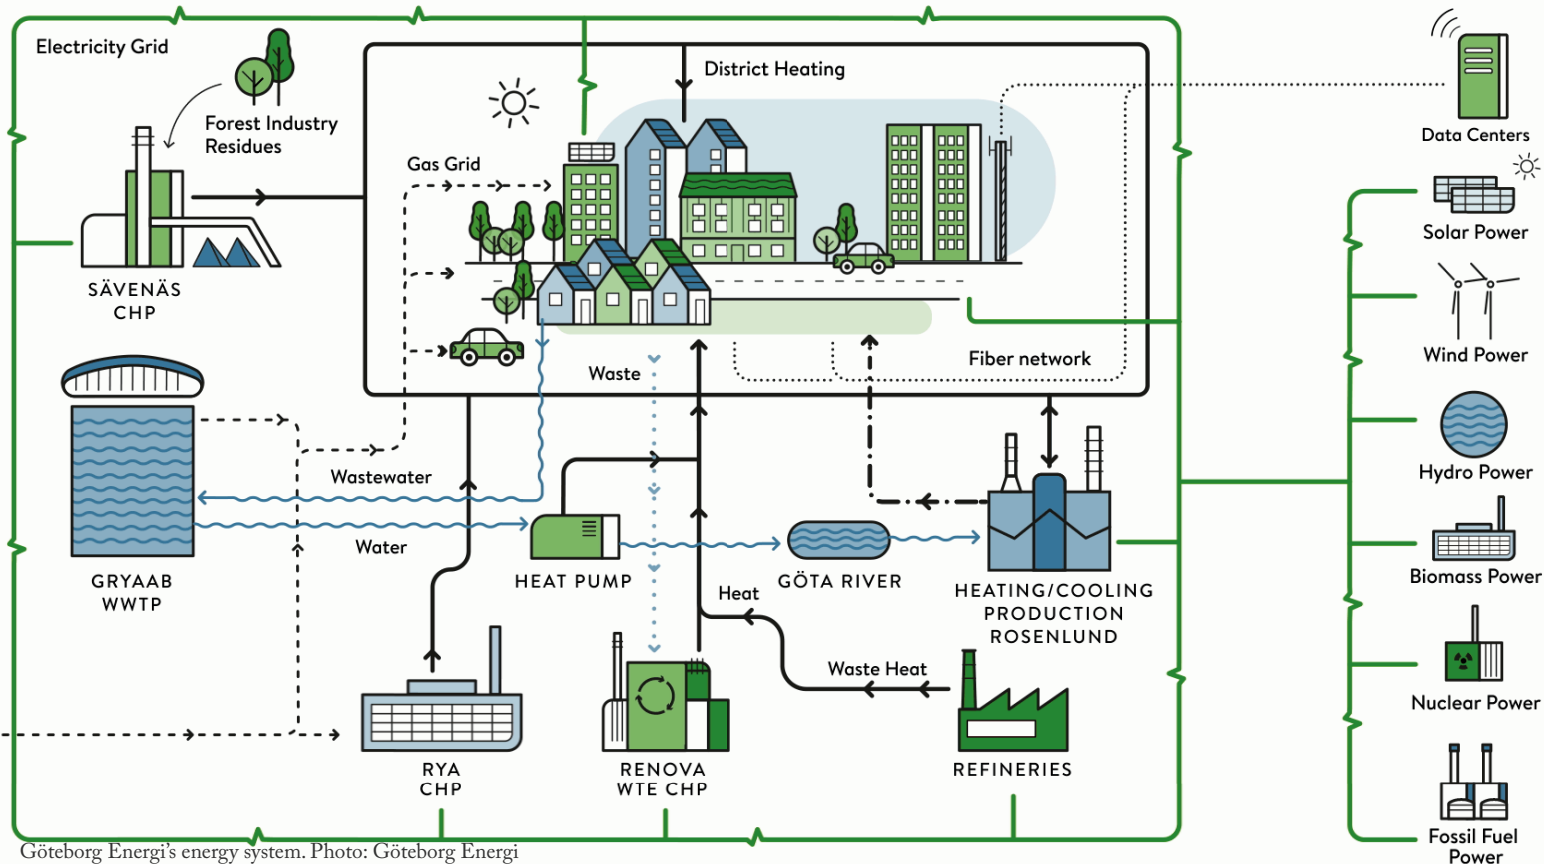 Electricity Grid
Forest Industry
Residues
District Heating
Gas Grid
Data Centers
Solar Power
SÄVENÄS
CHP
Wind Power
Fiber network
Waste
Wastewater
Hydro Power
Water
GRYAAB
WWTP
HEAT PUMP
GÖTA RIVER
HEATING/COOLING
PRODUCTION
ROSENLUND
Biomass Power
Heat
Waste Heat
Nuclear Power
RYA
CHP
RENOVA
WTE CHP
REFINERIES
Fossil Fuel
Power
Göteborg Energi's energy system. Photo: Göteborg Energi